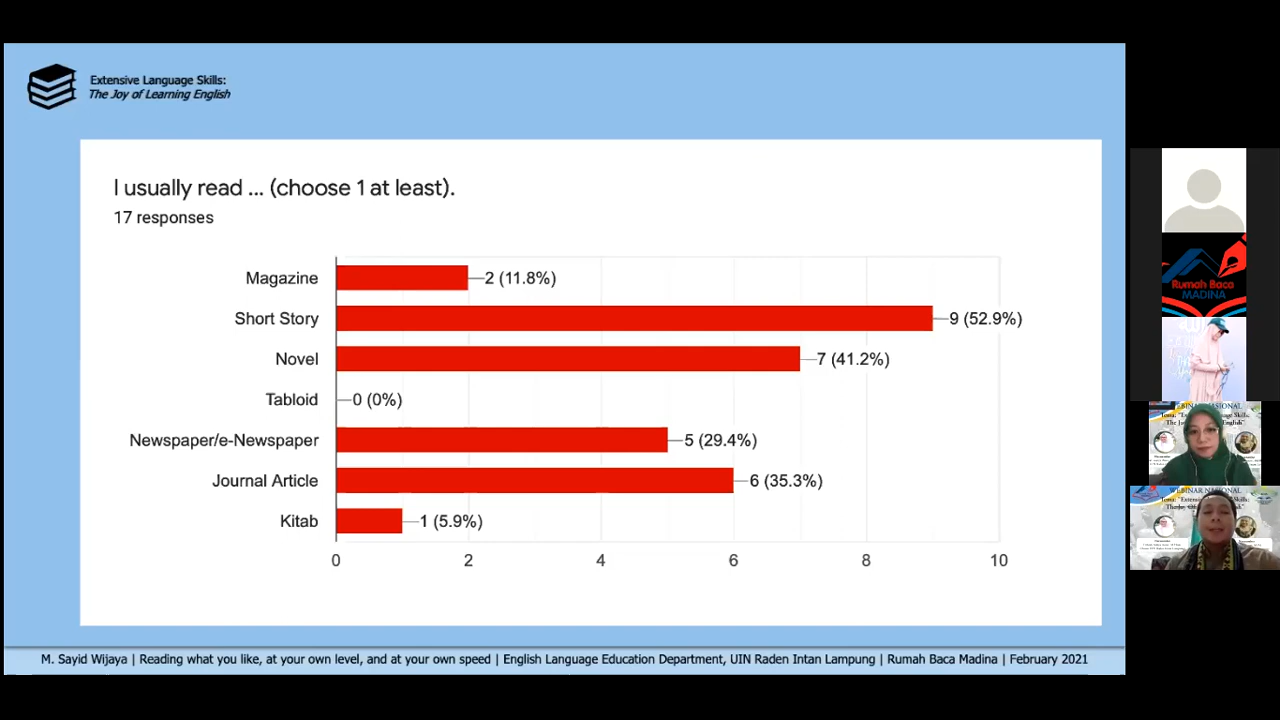 Extensive Language Skills:
The Joy of Learning English
I usually read ... (choose 1 at least).
17 responses
Magazine 2 (11.8%)
Short Story 9 (52.9%)
Novel 7 (41.2%)
Tabloid 0 (0%)
Newspaper/e-Newspaper 5 (29.4%)
Journal Article 6 (35.3%)
Kitab 1 (5.9%)
0 2 4 6 8 10
M. Sayid Wijaya | Reading what you like, at your own level, and at your own speed | English Language Education Department, UIN Raden Intan Lampung | Rumah Baca Madina | February 2021
Rumah Baca
MADINA
WEBINAR NASIONAL